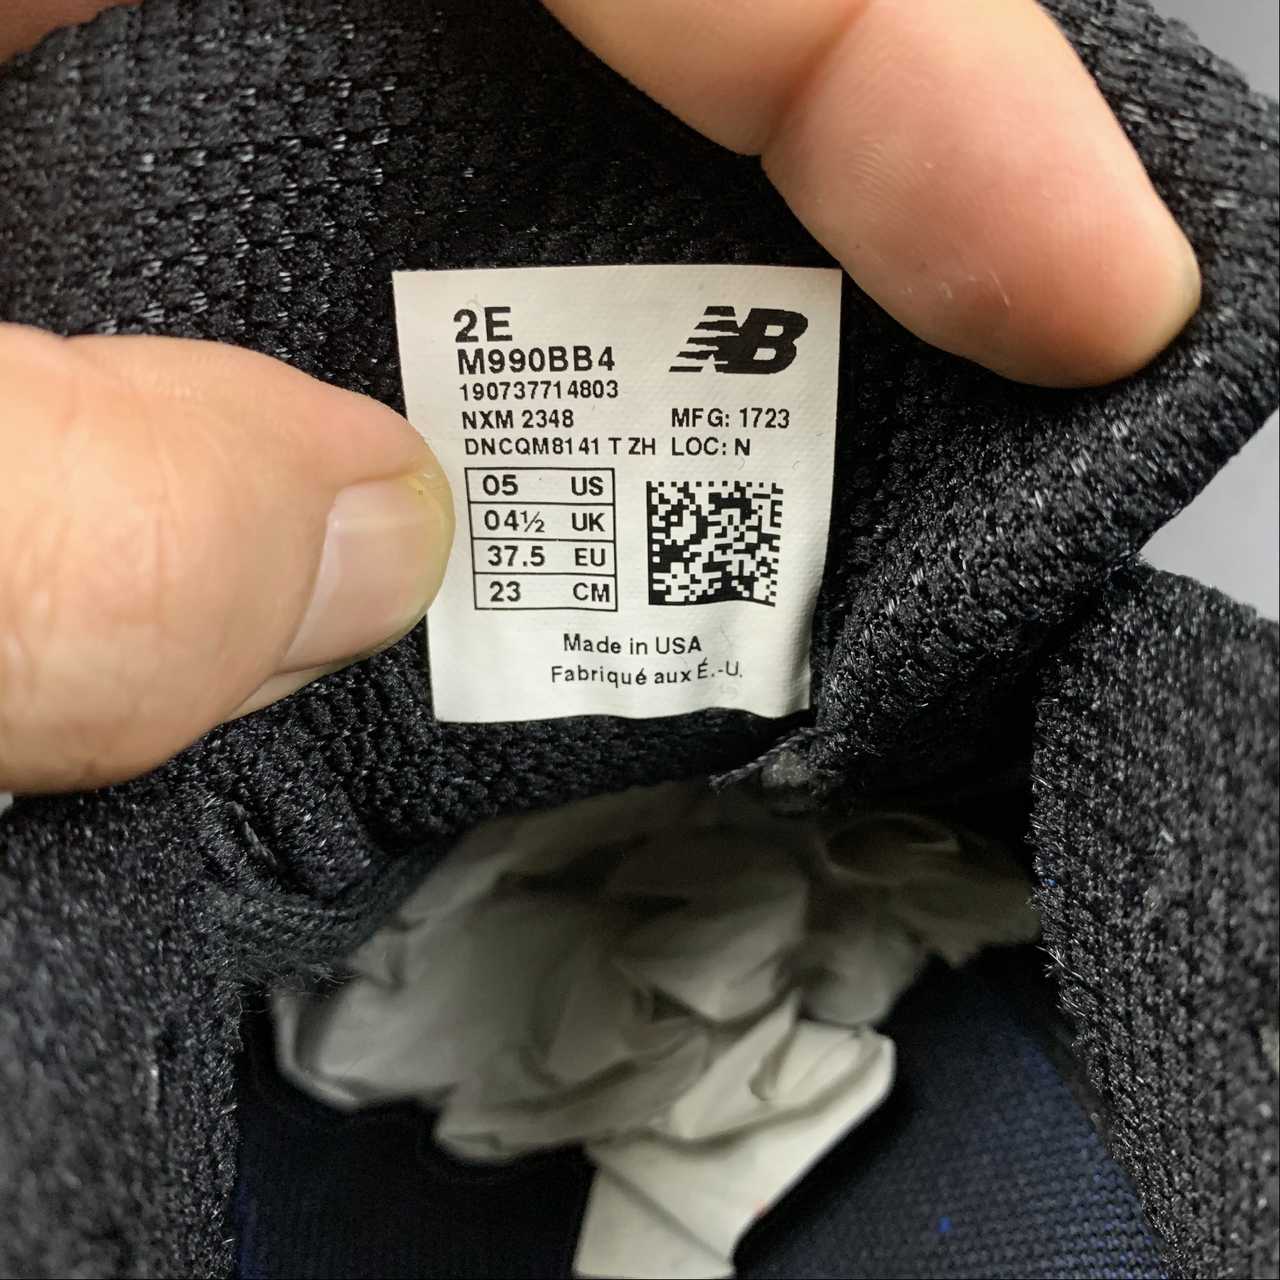 2E
NB
M990BB4
190737714803
NXM 2348 MFG: 1723
DNCQM8141 T ZH LOC: N
05 US
04½ UK
37.5 EU
23 CM
Made in USA
Fabriqué aux É.-U.